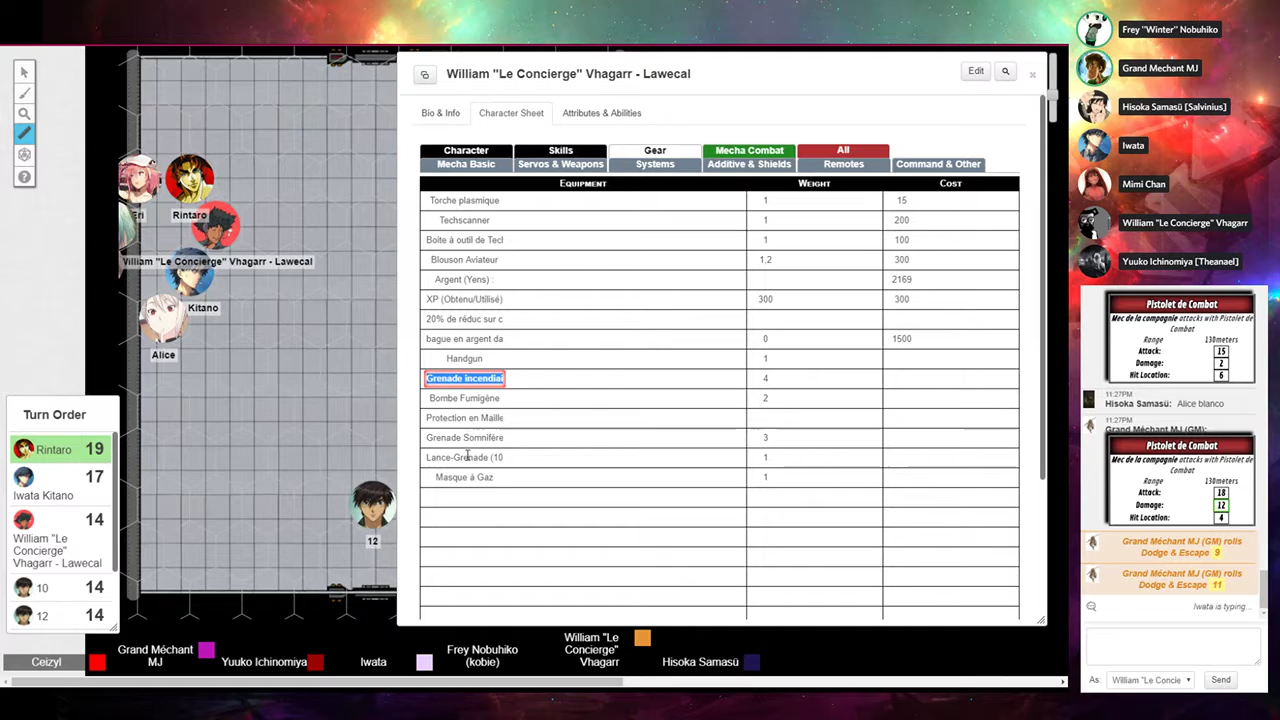 William "Le Concierge" Vhagarr - Lawecal
Edit
Bio & Info
Character Sheet
Attributes & Abilities
Character
Skills
Gear
Mecha Combat
All
Mecha Basic
Servos & Weapons
Systems
Additive & Shields
Remotes
Command & Other
Equipment
Weight
Cost
Torche plasmique 1 15
Techscanner 1 200
Boite à outil de Tecl 1 100
Blouson Aviateur 1,2 300
Argent (Yens) : 2169
XP (Obtenu/Utilisé) 300 300
20% de réduc sur c
bague en argent da 0 1500
Handgun 1
Grenade incendiai 4
Bombe Fumigène 2
Protection en Maille
Grenade Somnifère 3
Lance-Grenade (10 1
Masque à Gaz 1
Eri
Rintaro
William "Le Concierge" Vhagarr - Lawecal
Kitano
Alice
12
Turn Order
Rintaro 19
Iwata Kitano 17
William "Le
Concierge"
Vhagarr - Lawecal
14
10 14
12 14
Ceizyl
Grand Méchant
MJ
Yuuko Ichinomiya
Iwata
Frey Nobuhiko
(kobie)
William "Le
Concierge"
Vhagarr
Hisoka Samasü
Frey "Winter" Nobuhiko
Grand Mechant MJ
Hisoka Samasü [Salvinius]
Iwata
Mimi Chan
William "Le Concierge" Vhagarr
Yuuko Ichinomiya [Theanael]
Pistolet de Combat
Mec de la compagnie attacks with Pistolet de
Combat
Range 130meters
Attack: 15
Damage: 2
Hit Location: 6
11:27PM
Hisoka Samasü: Alice blanco
11:27PM
Grand Méchant MJ (GM):
Pistolet de Combat
Mec de la compagnie attacks with Pistolet de
Combat
Range 130meters
Attack: 18
Damage: 12
Hit Location: 4
Grand Méchant MJ (GM) rolls
Dodge & Escape 9
Grand Méchant MJ (GM) rolls
Dodge & Escape 11
Iwata is typing...
As: William "Le Concie
Send